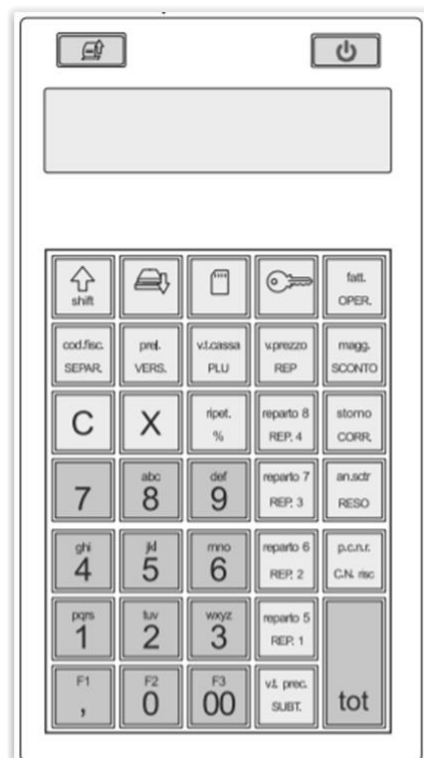 shift
fatt.
OPER.
cod.fisc.
SEPAR.
prel.
VERS.
v.t.cassa
PLU
v.prezzo
REP
magg.
SCONTO
C
X
ripet.
%
reparto 8
REP. 4
storno
CORR.
7
abc
8
def
9
reparto 7
REP. 3
an.sctr
RESO
ghi
4
jkl
5
mno
6
reparto 6
REP. 2
p.c.n.r.
C.N. risc
pqrs
1
tuv
2
wxyz
3
reparto 5
REP. 1
F1
,
F2
0
F3
00
v.t. prec.
SUBT.
tot